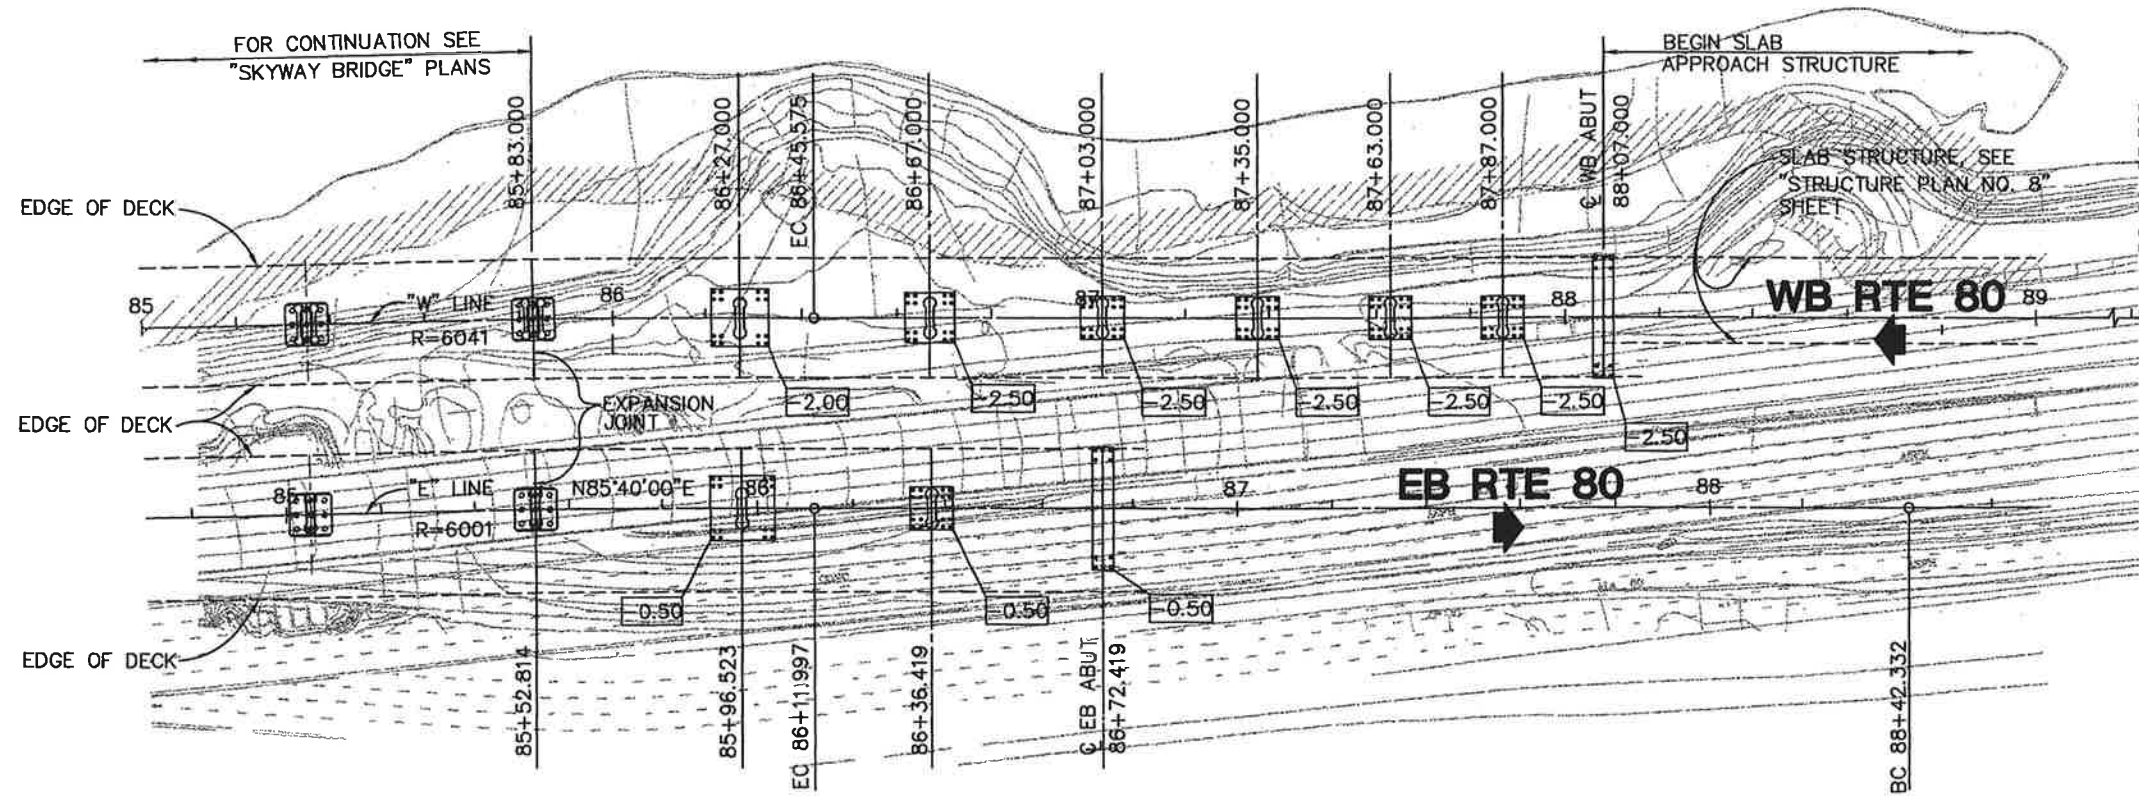 FOR CONTINUATION SEE
"SKYWAY BRIDGE" PLANS
BEGIN SLAB
APPROACH STRUCTURE
85+83.000
86+27.000
EC 86+45.575
86+67.000
87+03.000
87+35.000
87+63.000
87+87.000
℄ WB ABUT
88+07.000
SLAB STRUCTURE, SEE
"STRUCTURE PLAN NO. 8"
SHEET
EDGE OF DECK
85
"W" LINE
R=6041
86
87
88
WB RTE 80
89
-2.00
-2.50
-2.50
-2.50
-2.50
-2.50
-2.50
EXPANSION
JOINT
EDGE OF DECK
85
"E" LINE
R=6001
N85°40'00"E
86
87
EB RTE 80
88
-0.50
-0.50
-0.50
EDGE OF DECK
85+52.814
85+96.523
EC 86+11.997
86+36.419
℄ EB ABUT
86+72.419
BC 88+42.332